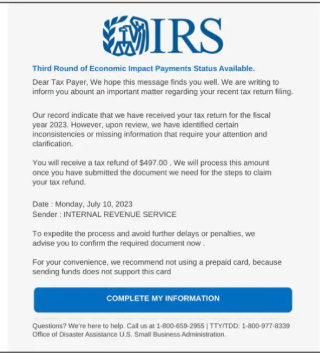 IRS
Third Round of Economic Impact Payments Status Available.
Dear Tax Payer, We hope this message finds you well. We are writing to
inform you abount an important matter regarding your recent tax return filing.
Our record indicate that we have received your tax return for the fiscal
year 2023. However, upon review, we have identified certain
inconsistencies or missing information that require your attention and
clarification.
You will receive a tax refund of $497.00 . We will process this amount
once you have submitted the document we need for the steps to claim
your tax refund.
Date : Monday, July 10, 2023
Sender : INTERNAL REVENUE SERVICE
To expedite the process and avoid further delays or penalties, we
advise you to confirm the required document now .
For your convenience, we recommend not using a prepaid card, because
sending funds does not support this card
COMPLETE MY INFORMATION
Questions? We're here to help. Call us at 1-800-659-2955 | TTY/TDD: 1-800-977-8339
Office of Disaster Assistance U.S. Small Business Administration.